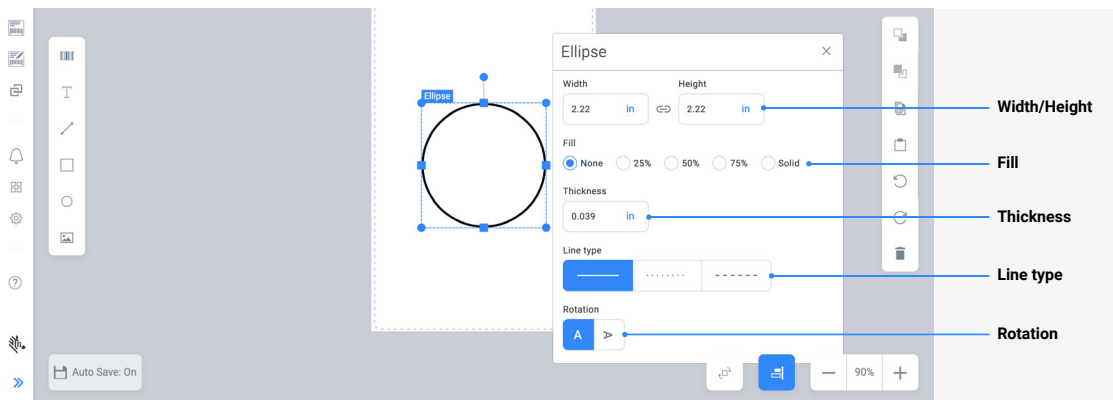 Ellipse
Ellipse
Width Height
2.22 in 2.22 in
Width/Height
Fill
None 25% 50% 75% Solid
Fill
Thickness
0.039 in
Thickness
Line type
Line type
Rotation
A A
Rotation
Auto Save: On
90%